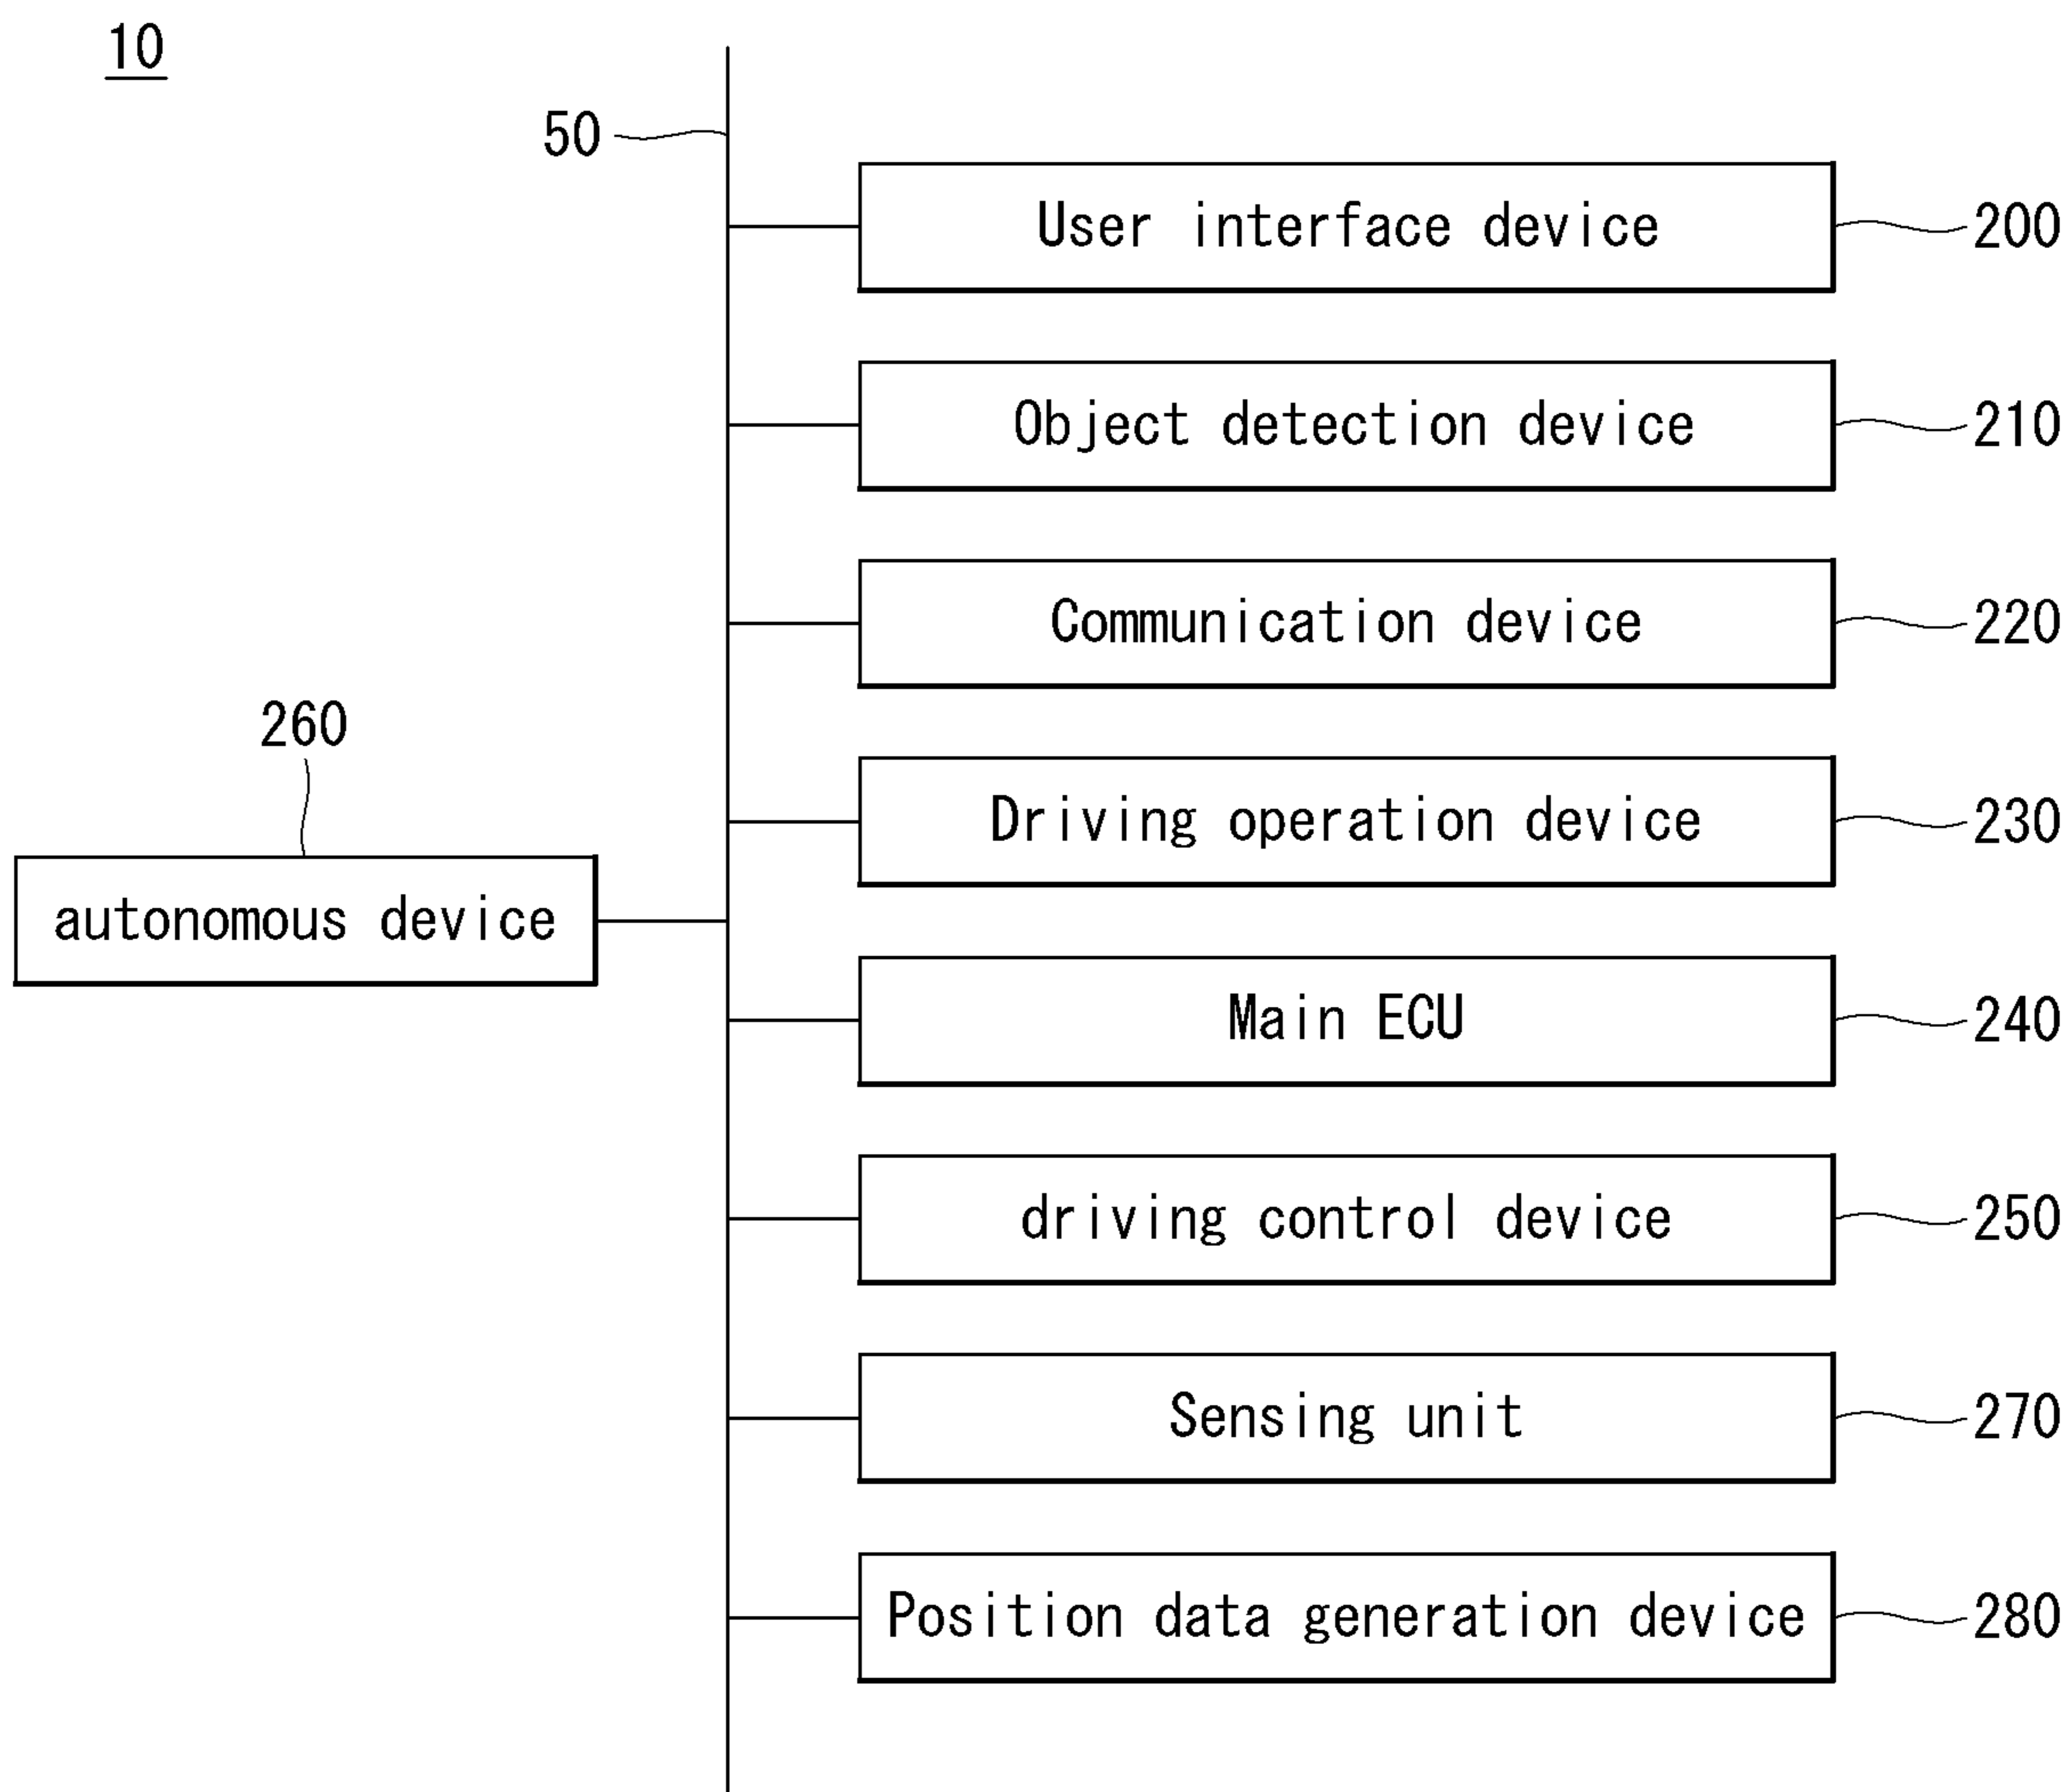 10
50
User interface device
200
Object detection device
210
Communication device
220
260
Driving operation device
230
autonomous device
Main ECU
240
driving control device
250
Sensing unit
270
Position data generation device
280